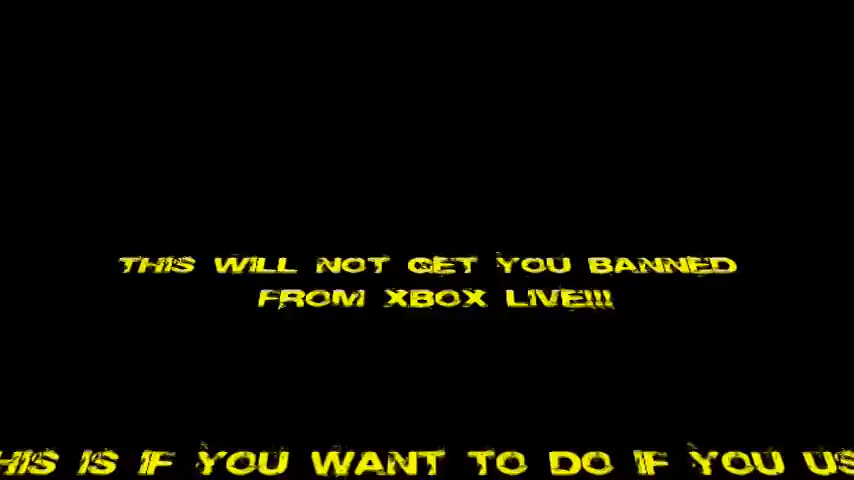 THIS WILL NOT GET YOU BANNED
FROM XBOX LIVE!!!
HIS IS IF YOU WANT TO DO IF YOU US